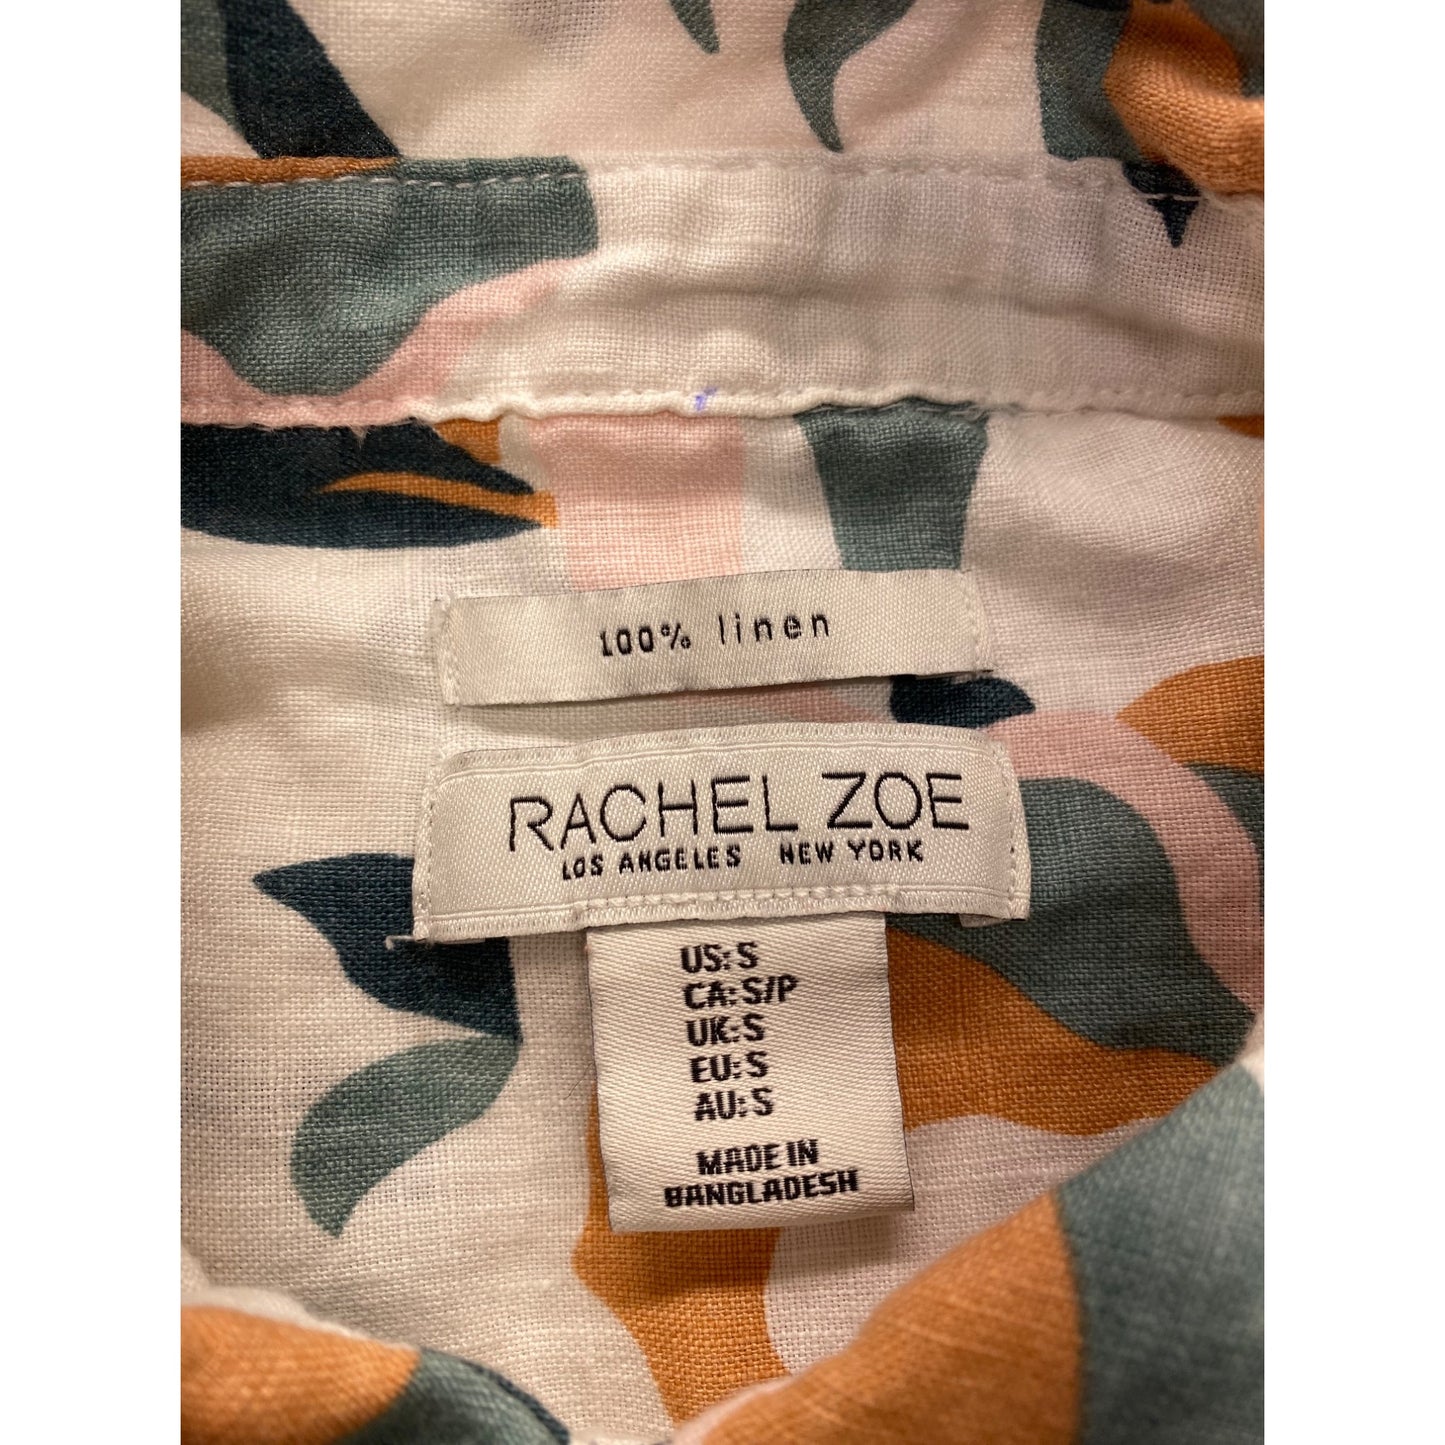 100% linen
RACHEL ZOE
LOS ANGELES NEW YORK
US: S
CA: S/P
UK: S
EU: S
AU: S
MADE IN
BANGLADESH